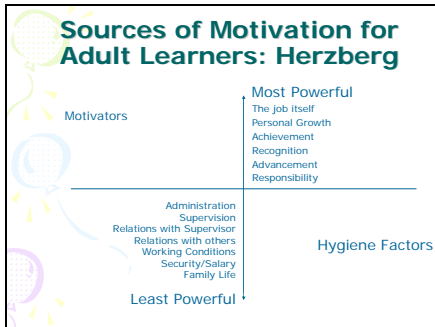 Sources of Motivation for
Adult Learners: Herzberg
Motivators
Most Powerful
The job itself
Personal Growth
Achievement
Recognition
Advancement
Responsibility
Administration
Supervision
Relations with Supervisor
Relations with others
Working Conditions
Security/Salary
Family Life
Least Powerful
Hygiene Factors